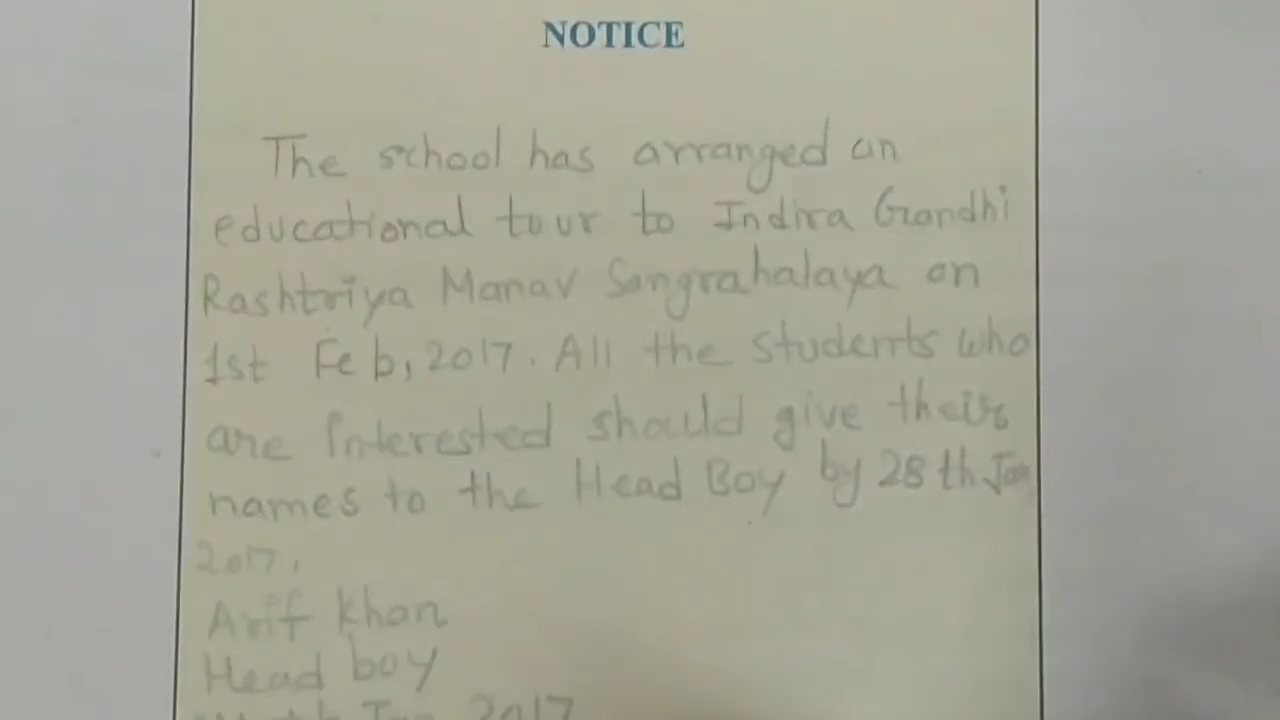 NOTICE
The school has arranged an
educational tour to Indira Gandhi
Rashtriya Manav Sangrahalaya on
1st Feb, 2017. All the students who
are interested should give their
names to the Head Boy by 28th Jan
2017.
Arif Khan
Head boy
Jan 2017